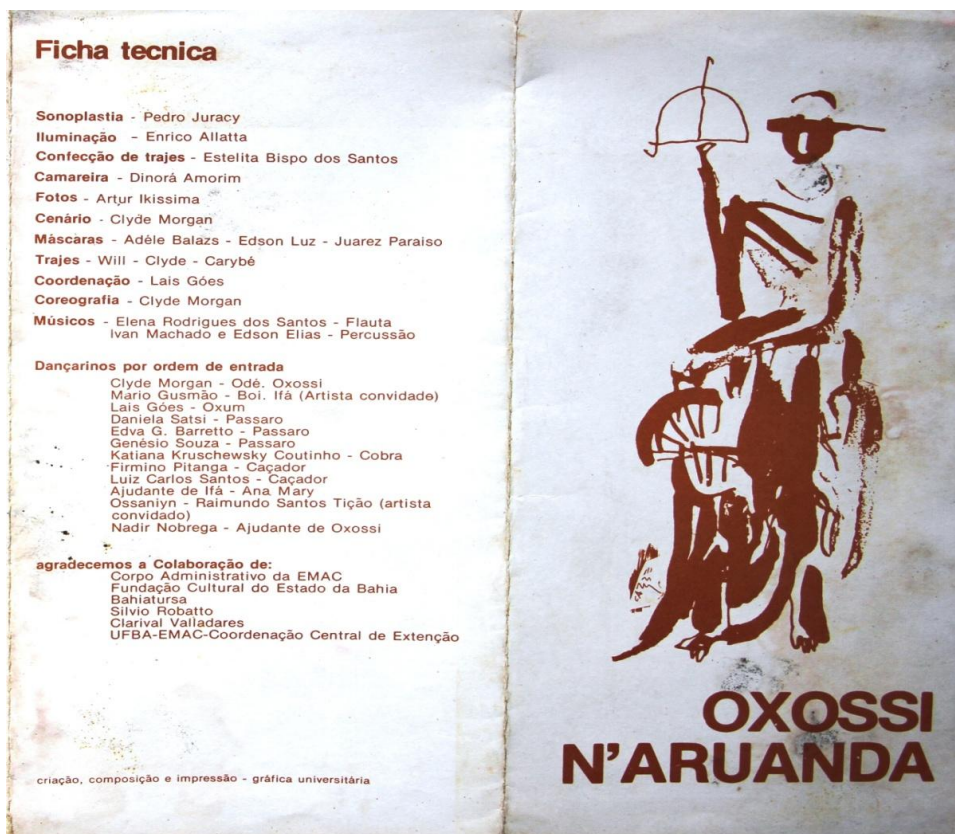 Ficha tecnica
Sonoplastia - Pedro Juracy
Iluminação - Enrico Allatta
Confecção de trajes - Estelita Bispo dos Santos
Camareira - Dinorá Amorim
Fotos - Artur Ikissima
Cenário - Clyde Morgan
Máscaras - Adéle Balazs - Edson Luz - Juarez Paraiso
Trajes - Will - Clyde - Carybé
Coordenação - Lais Góes
Coreografia - Clyde Morgan
Músicos - Elena Rodrigues dos Santos - Flauta
Ivan Machado e Edson Elias - Percussão
Dançarinos por ordem de entrada
Clyde Morgan - Odé. Oxossi
Mario Gusmão - Boi. Ifá (Artista convidado)
Lais Góes - Oxum
Daniela Satsi - Passaro
Edva G. Barretto - Passaro
Genésio Souza - Passaro
Katiana Kruschewsky Coutinho - Cobra
Firmino Pitanga - Caçador
Luiz Carlos Santos - Caçador
Ajudante de Ifá - Ana Mary
Ossaniyn - Raimundo Santos Tição (artista
convidado)
Nadir Nobrega - Ajudante de Oxossi
agradecemos a Colaboração de:
Corpo Administrativo da EMAC
Fundação Cultural do Estado da Bahia
Bahiatursa
Silvio Robatto
Clarival Valladares
UFBA-EMAC-Coordenação Central de Extenção
criação, composição e impressão - gráfica universitária
OXOSSI
N'ARUANDA